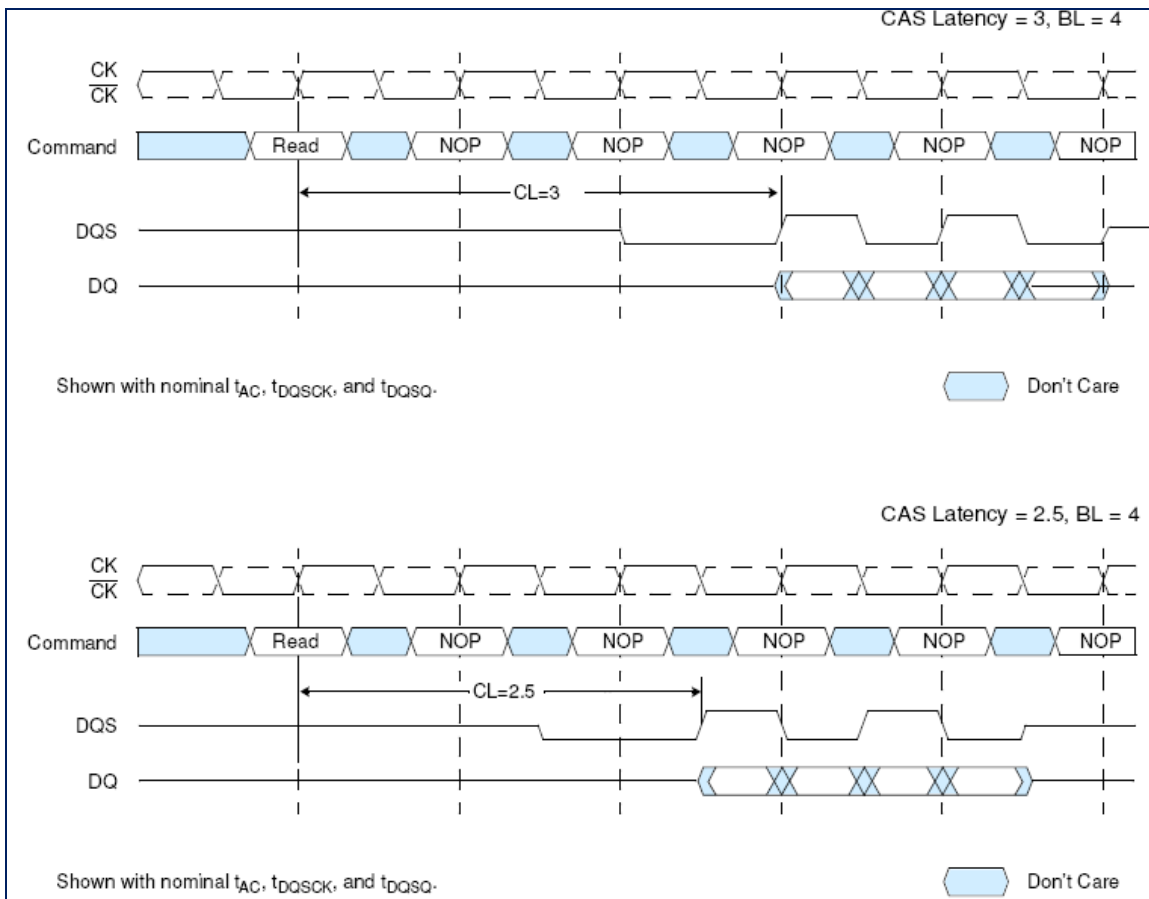 CAS Latency = 3, BL = 4
CK
CK
Command
Read
NOP
NOP
NOP
NOP
NOP
CL=3
DQS
DQ
Shown with nominal tAC, tDQSCK, and tDQSQ.
Don't Care
CAS Latency = 2.5, BL = 4
CK
CK
Command
Read
NOP
NOP
NOP
NOP
NOP
CL=2.5
DQS
DQ
Shown with nominal tAC, tDQSCK, and tDQSQ.
Don't Care